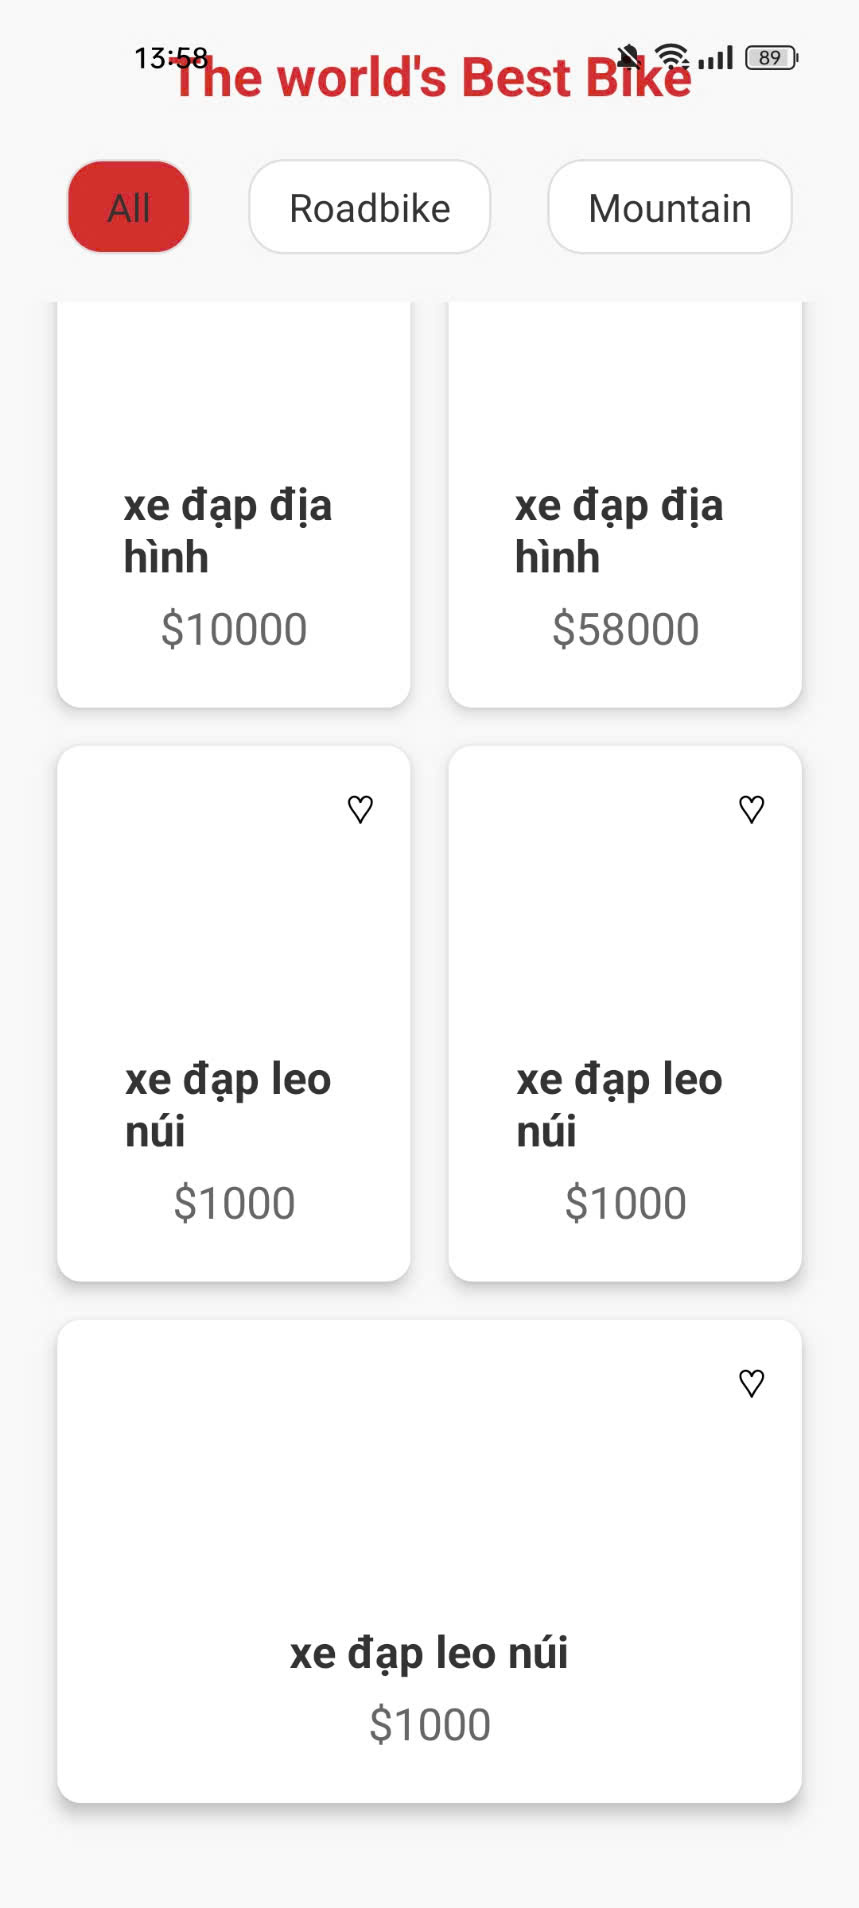 13:58
89
The world's Best Bike
All
Roadbike
Mountain
xe đạp địa
hình
$10000
xe đạp địa
hình
$58000
xe đạp leo
núi
$1000
xe đạp leo
núi
$1000
xe đạp leo núi
$1000